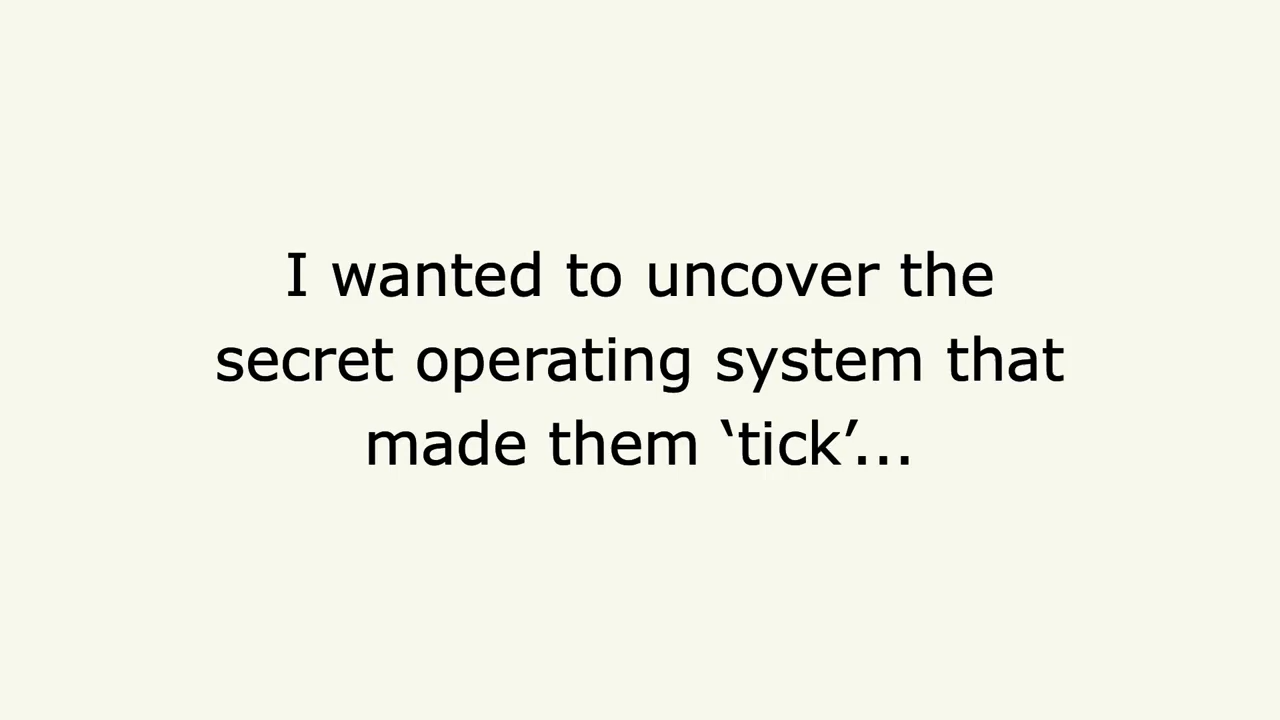 I wanted to uncover the
secret operating system that
made them ‘tick’...